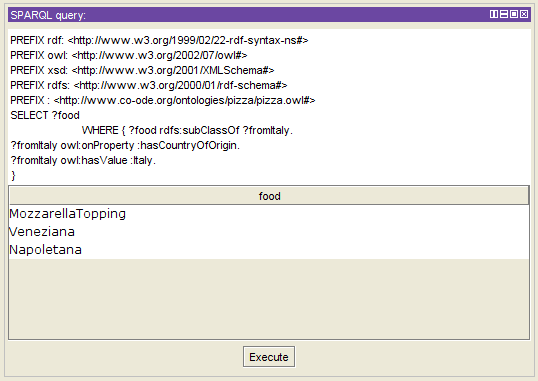 SPARQL query:
PREFIX rdf: <http://www.w3.org/1999/02/22-rdf-syntax-ns#>
PREFIX owl: <http://www.w3.org/2002/07/owl#>
PREFIX xsd: <http://www.w3.org/2001/XMLSchema#>
PREFIX rdfs: <http://www.w3.org/2000/01/rdf-schema#>
PREFIX : <http://www.co-ode.org/ontologies/pizza/pizza.owl#>
SELECT ?food
WHERE { ?food rdfs:subClassOf ?fromItaly.
?fromItaly owl:onProperty :hasCountryOfOrigin.
?fromItaly owl:hasValue :Italy.
}
food
MozzarellaTopping
Veneziana
Napoletana
Execute